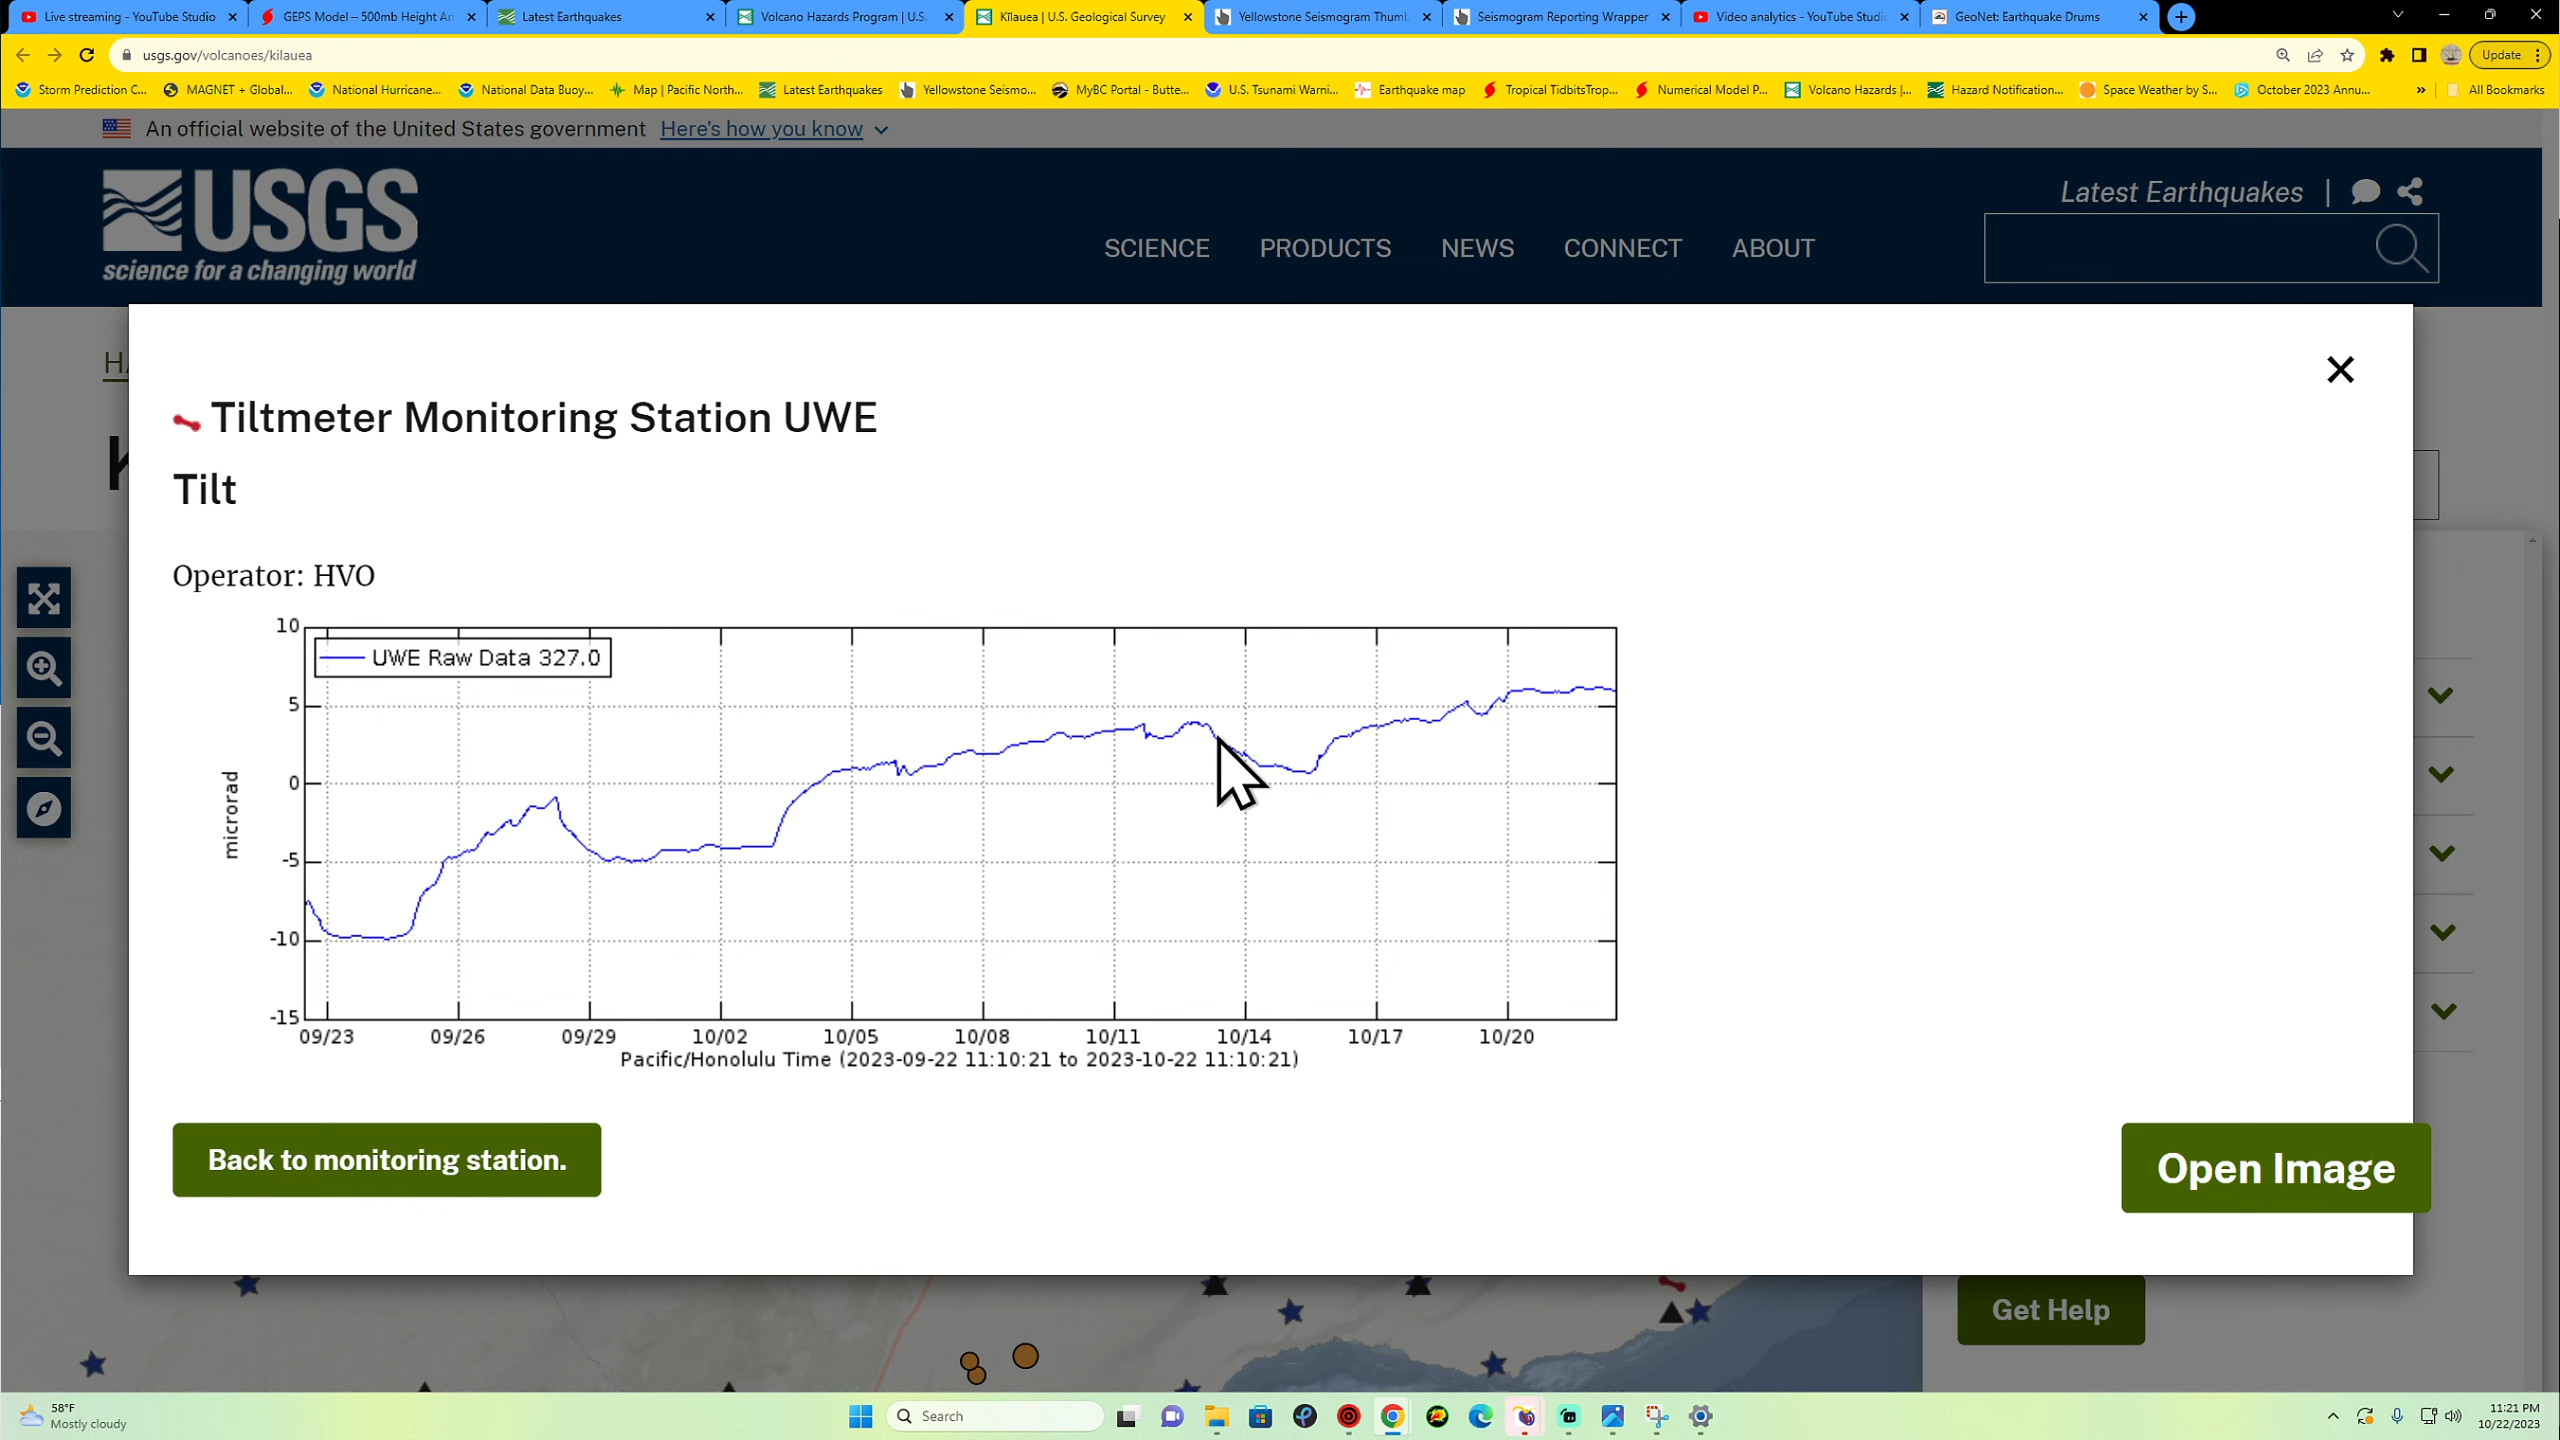 Live streaming - YouTube Studio
GEPS Model – 500mb Height An
Latest Earthquakes
Volcano Hazards Program | U.S.
Kīlauea | U.S. Geological Survey
Yellowstone Seismogram Thumb
Seismogram Reporting Wrapper
Video analytics - YouTube Studio
GeoNet: Earthquake Drums
usgs.gov/volcanoes/kilauea
Update
Storm Prediction C...
MAGNET + Global...
National Hurricane...
National Data Buoy...
Map | Pacific North...
Latest Earthquakes
Yellowstone Seismo...
MyBC Portal - Butte...
U.S. Tsunami Warni...
Earthquake map
Tropical TidbitsTrop...
Numerical Model P...
Volcano Hazards |...
Hazard Notification...
Space Weather by S...
October 2023 Annu...
»
All Bookmarks
An official website of the United States government Here's how you know
USGS
science for a changing world
SCIENCE PRODUCTS NEWS CONNECT ABOUT
Latest Earthquakes |
HA
K
Tiltmeter Monitoring Station UWE
Tilt
Operator: HVO
UWE Raw Data 327.0
10
5
0
-5
-10
-15
microrad
09/23 09/26 09/29 10/02 10/05 10/08 10/11 10/14 10/17 10/20
Pacific/Honolulu Time (2023-09-22 11:10:21 to 2023-10-22 11:10:21)
Back to monitoring station.
Open Image
Get Help
58°F
Mostly cloudy
Search
11:21 PM
10/22/2023